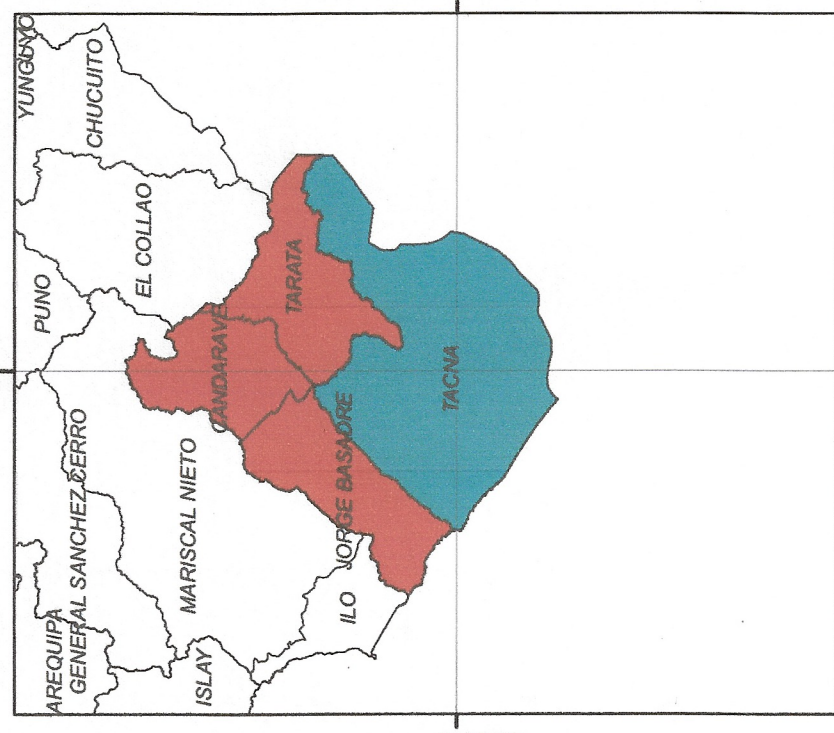 YUNGUYO
CHUCUITO
EL COLLAO
PUNO
TARATA
CANDARAVE
TACNA
JORGE BASADRE
GENERAL SANCHEZ CERRO
MARISCAL NIETO
ILO
AREQUIPA
ISLAY